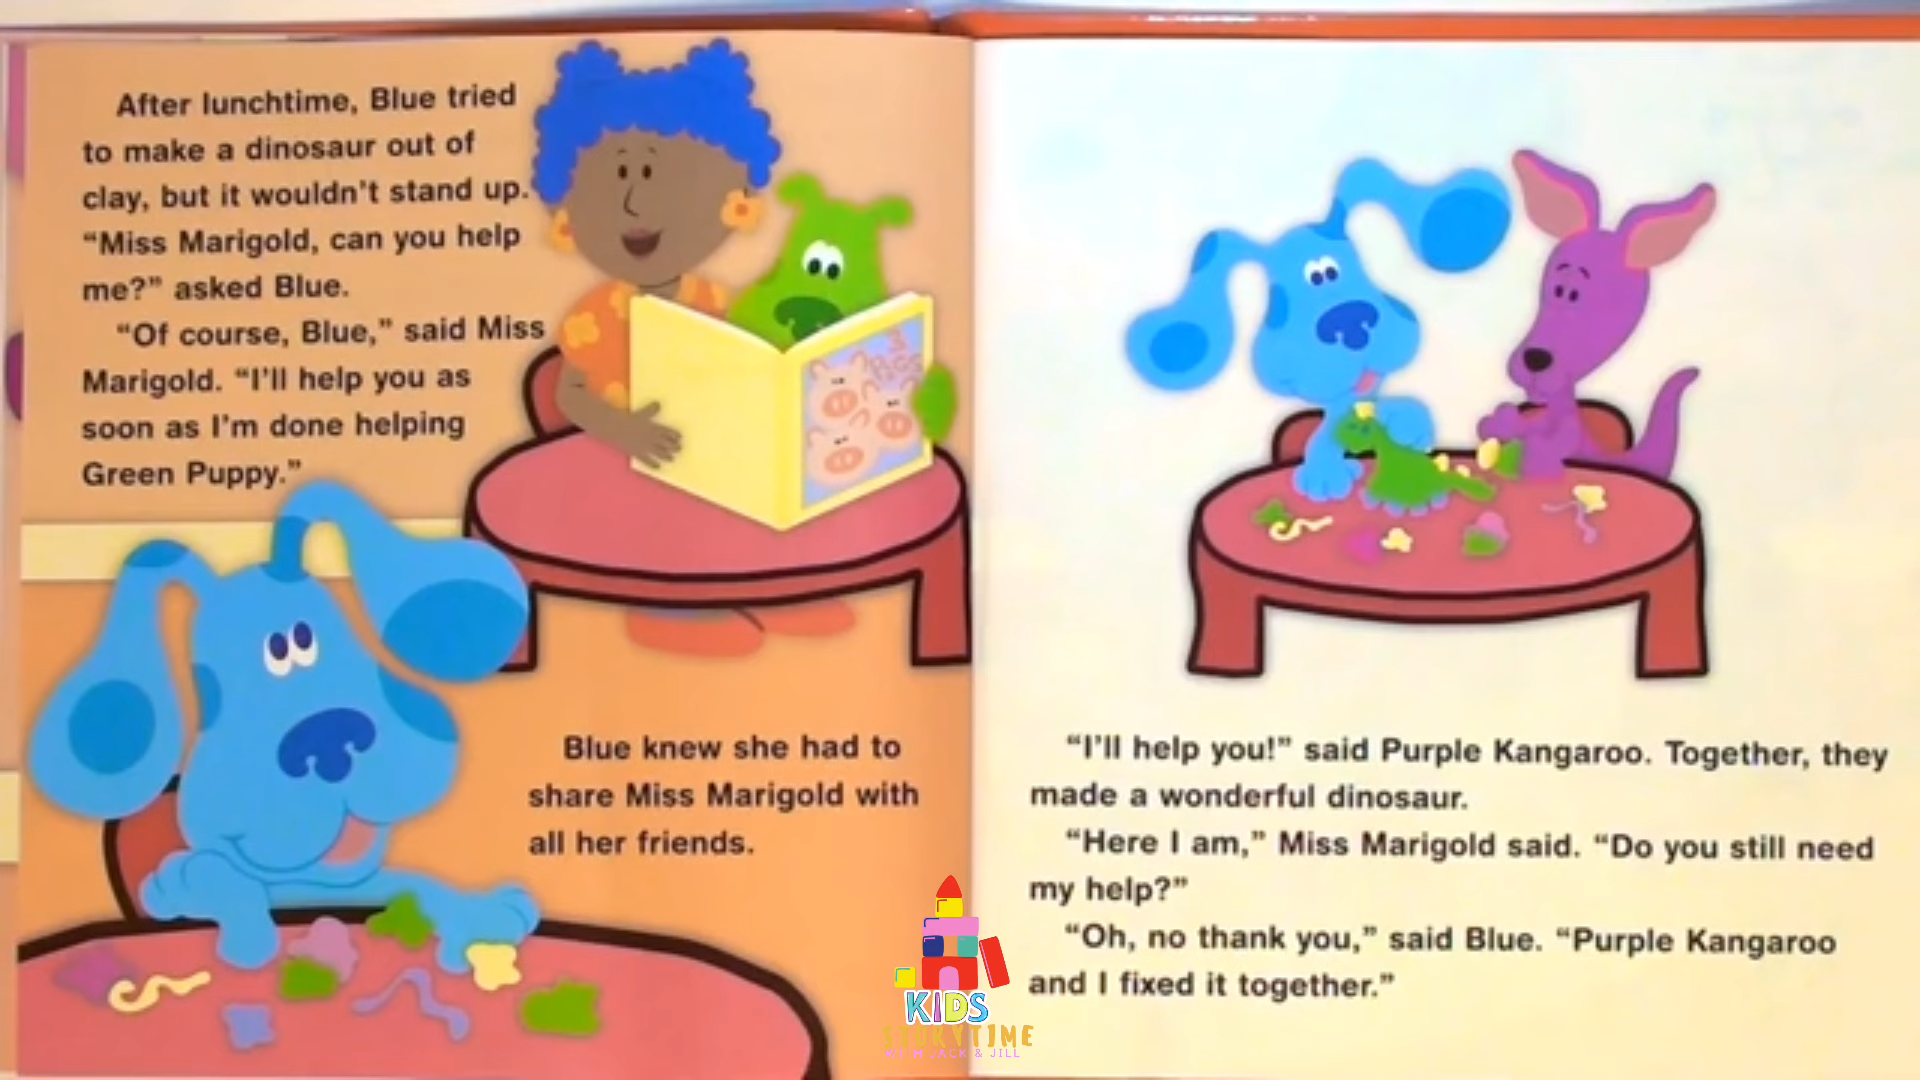 After lunchtime, Blue tried
to make a dinosaur out of
clay, but it wouldn't stand up.
“Miss Marigold, can you help
me?” asked Blue.
“Of course, Blue,” said Miss
Marigold. “I'll help you as
soon as I'm done helping
Green Puppy.”
Blue knew she had to
share Miss Marigold with
all her friends.
“I'll help you!” said Purple Kangaroo. Together, they
made a wonderful dinosaur.
“Here I am,” Miss Marigold said. “Do you still need
my help?”
“Oh, no thank you,” said Blue. “Purple Kangaroo
and I fixed it together.”
KIDS
STORYTIME
WITH JACK & JILL